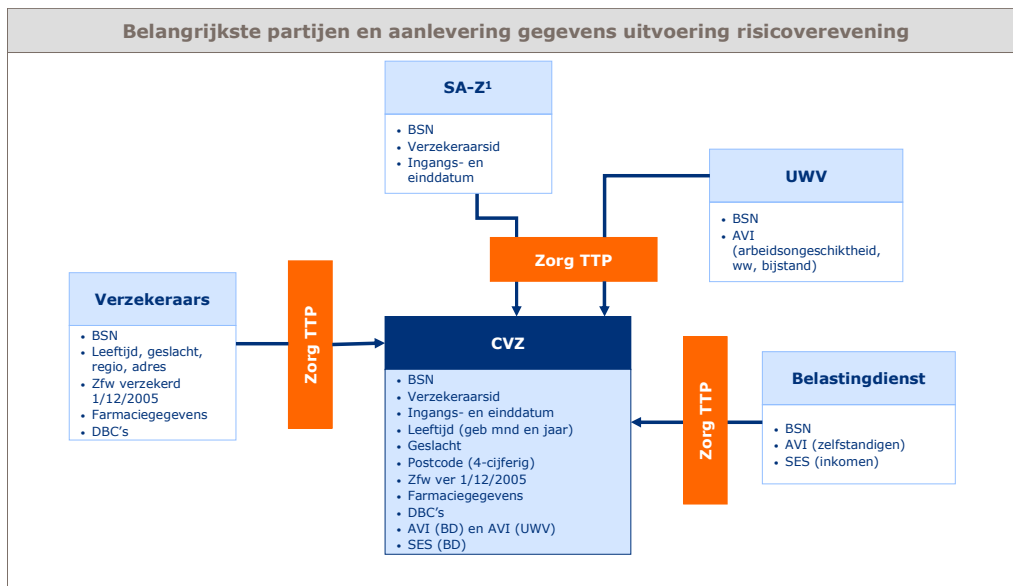 Belangrijkste partijen en aanlevering gegevens uitvoering risicoverevening
SA-Z¹
• BSN
• Verzekeraarsid
• Ingangs- en
einddatum
UWV
• BSN
• AVI
(arbeidsongeschiktheid,
ww, bijstand)
Zorg TTP
Verzekeraars
• BSN
• Leeftijd, geslacht,
regio, adres
• Zfw verzekerd
1/12/2005
• Farmaciegegevens
• DBC's
Zorg TTP
CVZ
• BSN
• Verzekeraarsid
• Ingangs- en einddatum
• Leeftijd (geb mnd en jaar)
• Geslacht
• Postcode (4-cijferig)
• Zfw ver 1/12/2005
• Farmaciegegevens
• DBC's
• AVI (BD) en AVI (UWV)
• SES (BD)
Zorg TTP
Belastingdienst
• BSN
• AVI (zelfstandigen)
• SES (inkomen)